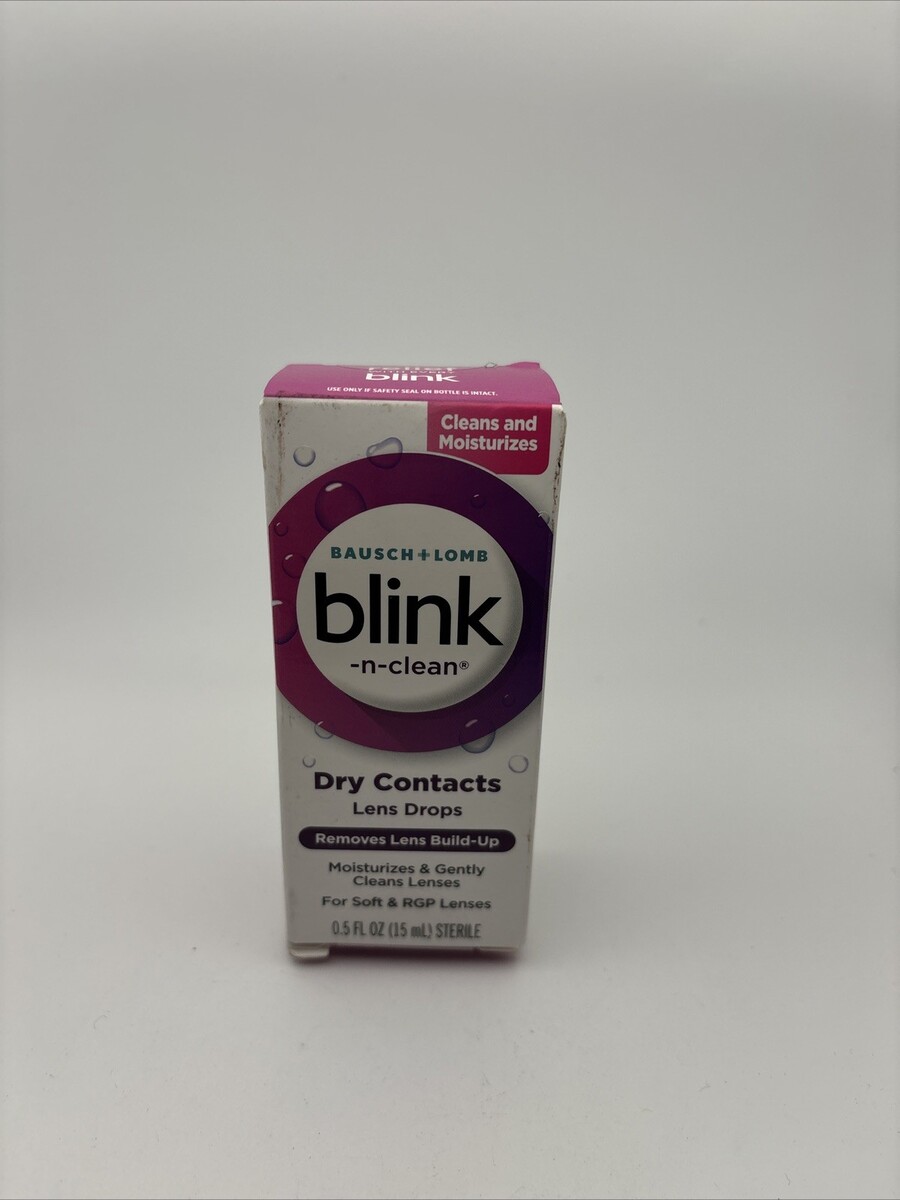 relief
blink
USE ONLY IF SAFETY SEAL ON BOTTLE IS INTACT.
Cleans and
Moisturizes
BAUSCH + LOMB
blink
-n-clean®
Dry Contacts
Lens Drops
Removes Lens Build-Up
Moisturizes & Gently
Cleans Lenses
For Soft & RGP Lenses
0.5 FL OZ (15 mL) STERILE